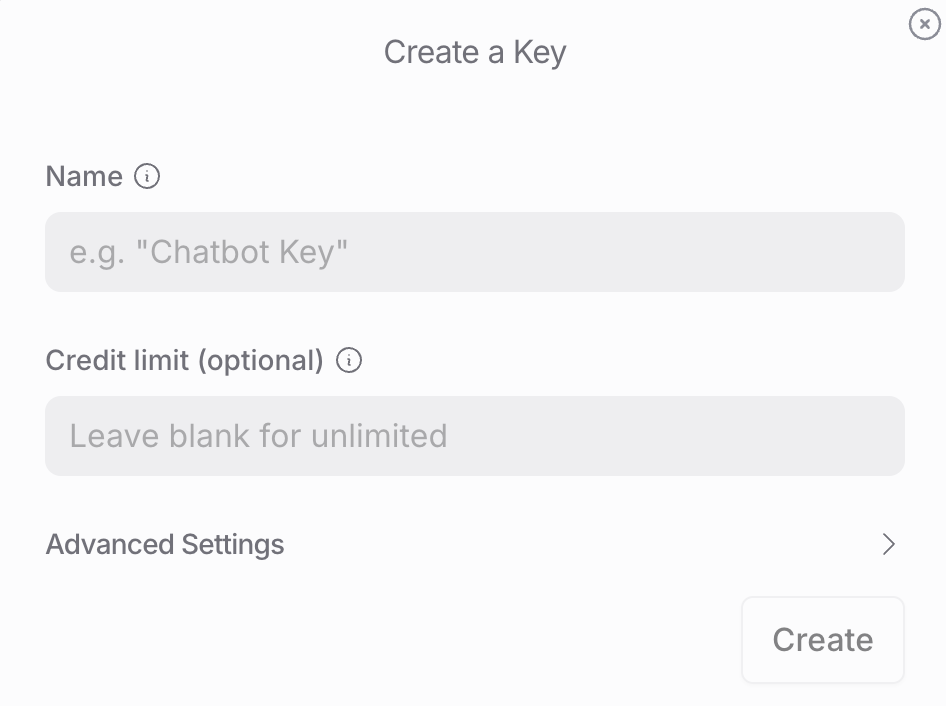 Create a Key
Name
e.g. "Chatbot Key"
Credit limit (optional)
Leave blank for unlimited
Advanced Settings
Create